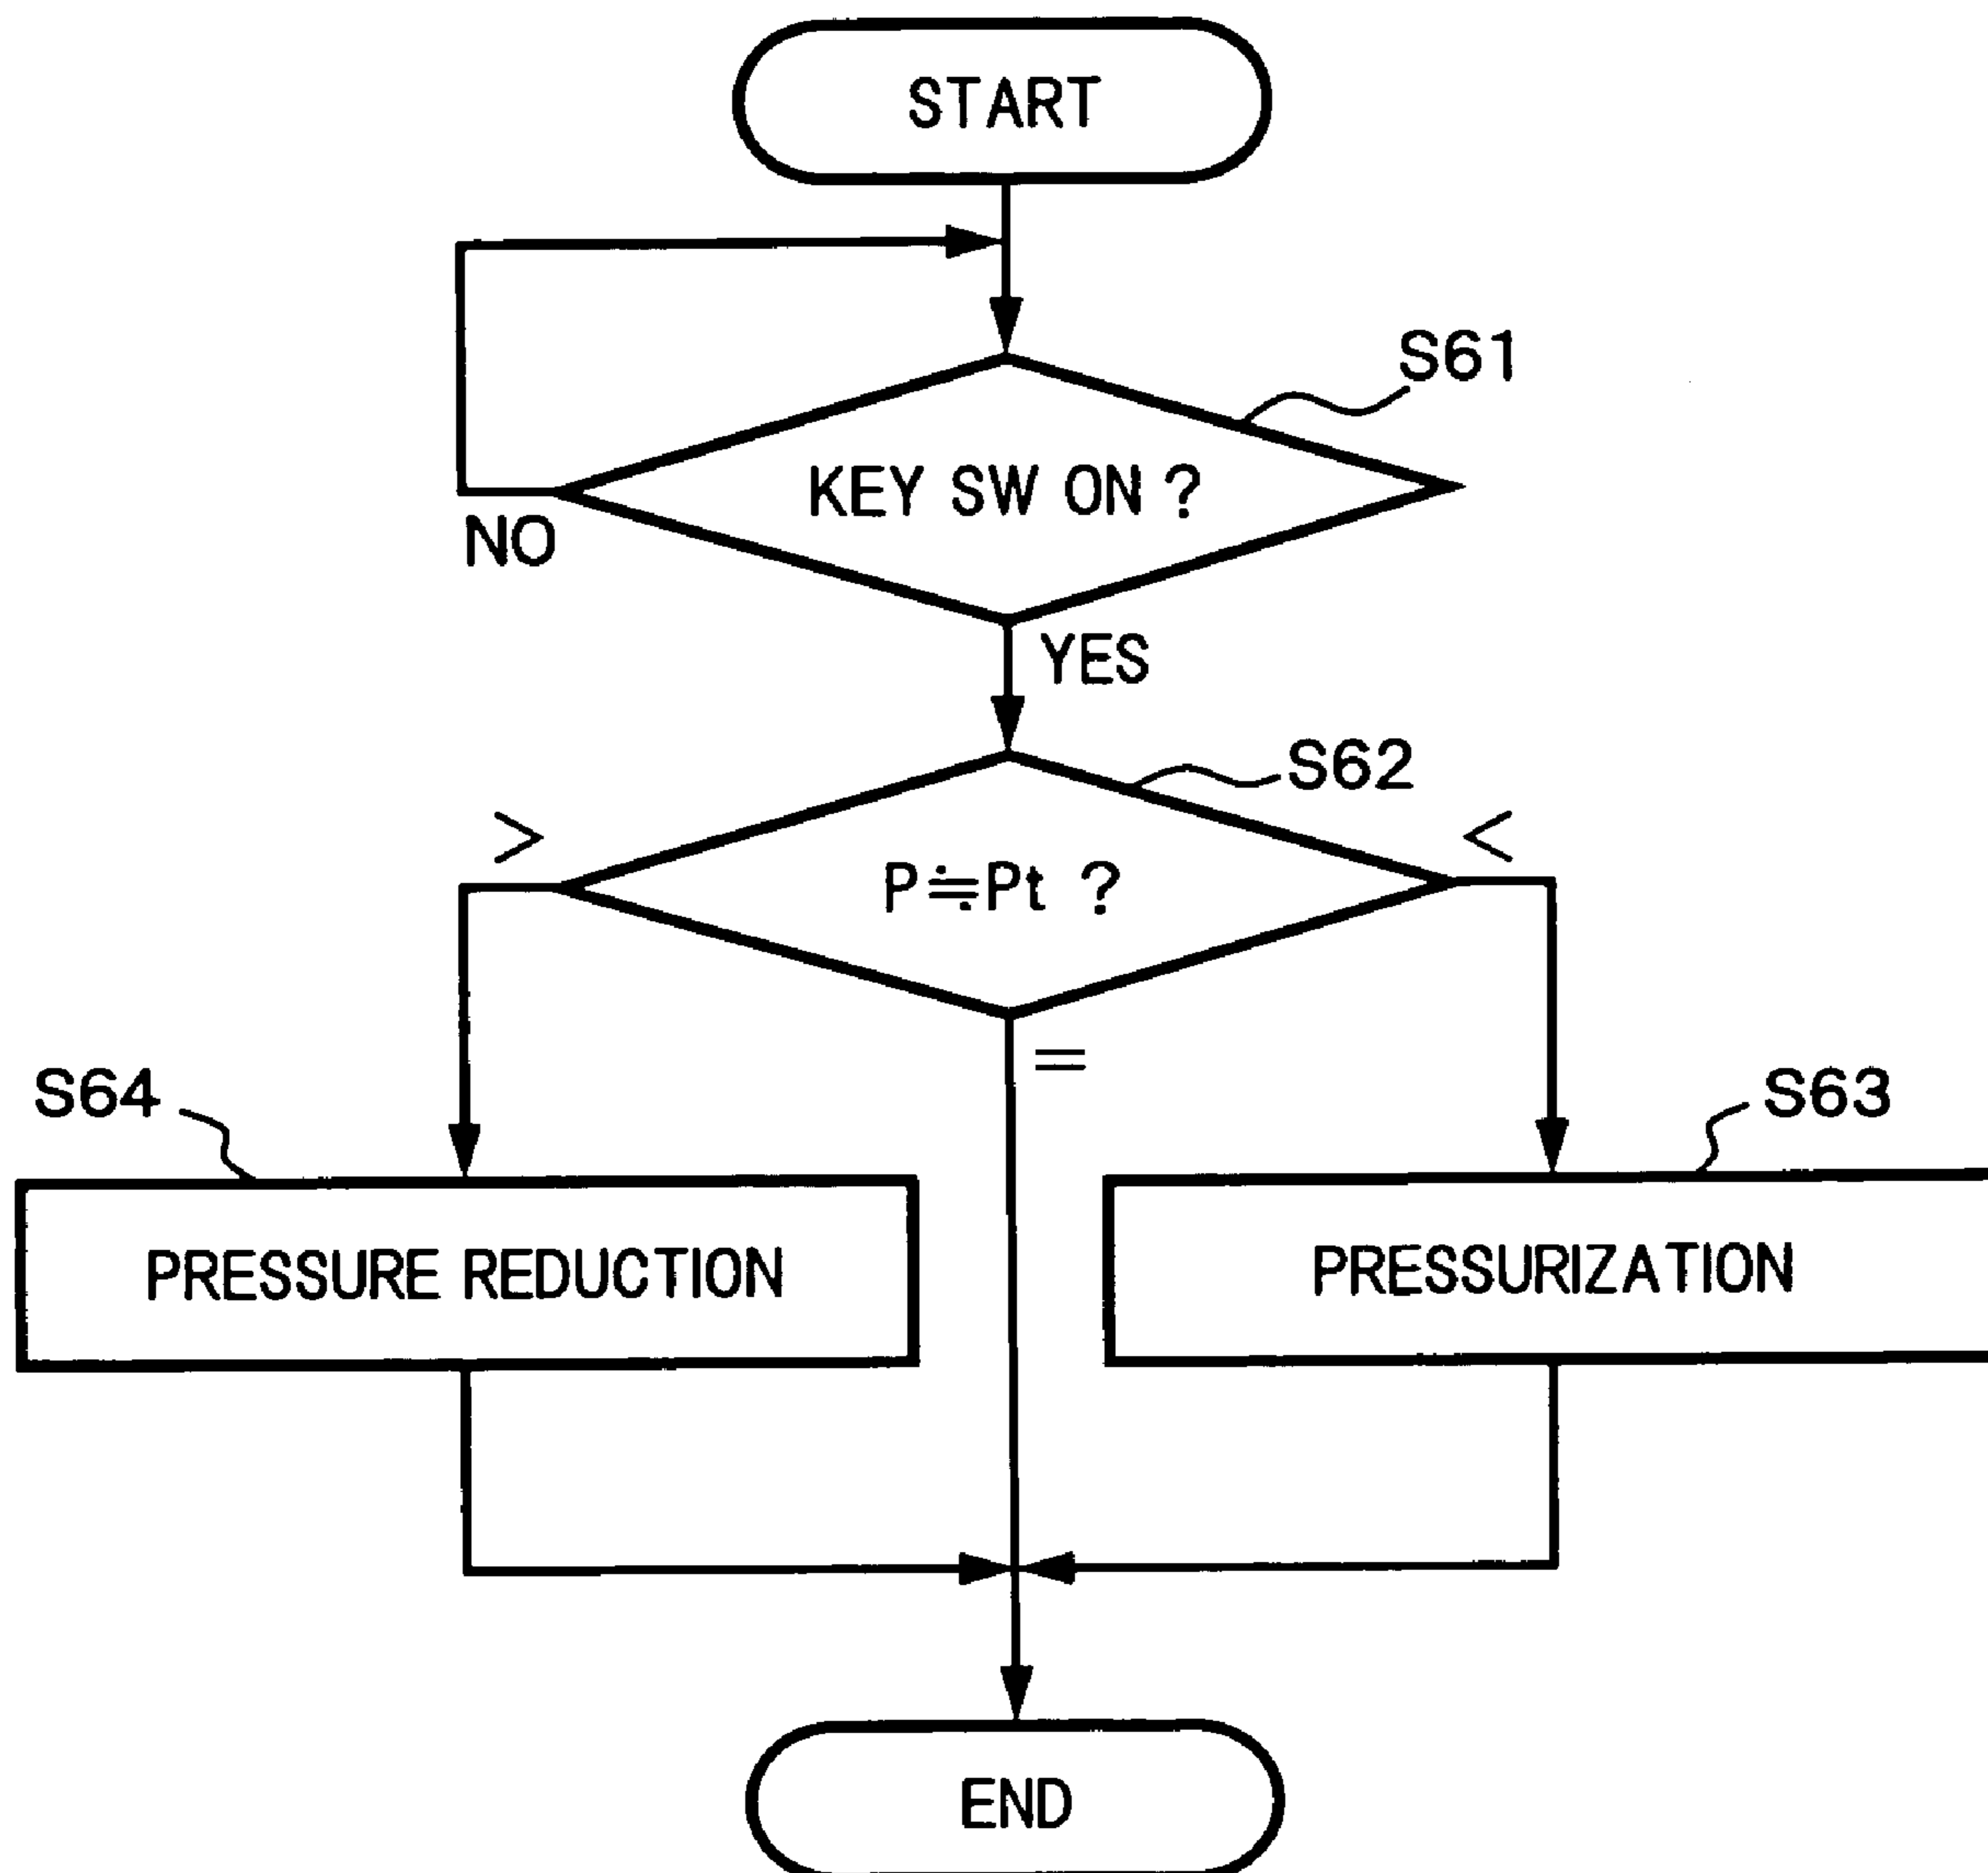 START
S61
KEY SW ON ?
NO
YES
S62
>
<
P≒Pt ?
=
S64
S63
PRESSURE REDUCTION
PRESSURIZATION
END